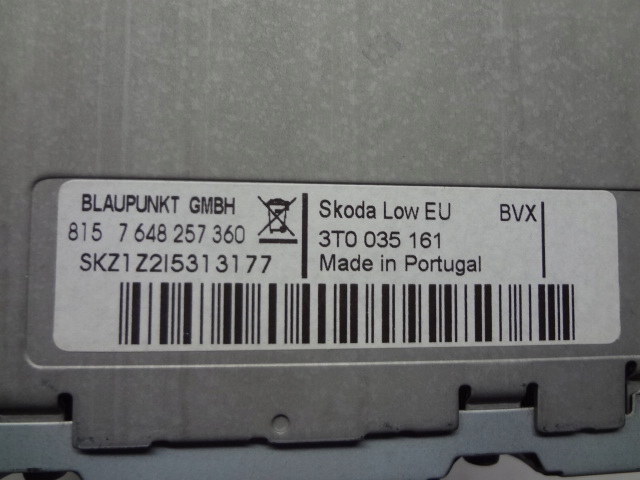 BLAUPUNKT GMBH
815 7 648 257 360
SKZ1Z2I5313177
Skoda Low EU BVX
3T0 035 161
Made in Portugal